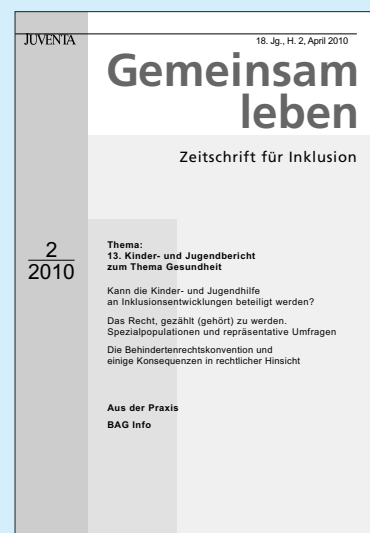 JUVENTA
18. Jg., H. 2, April 2010
Gemeinsam
leben
Zeitschrift für Inklusion
2
2010
Thema:
13. Kinder- und Jugendbericht
zum Thema Gesundheit
Kann die Kinder- und Jugendhilfe
an Inklusionsentwicklungen beteiligt werden?
Das Recht, gezählt (gehört) zu werden.
Spezialpopulationen und repräsentative Umfragen
Die Behindertenrechtskonvention und
einige Konsequenzen in rechtlicher Hinsicht
Aus der Praxis
BAG Info